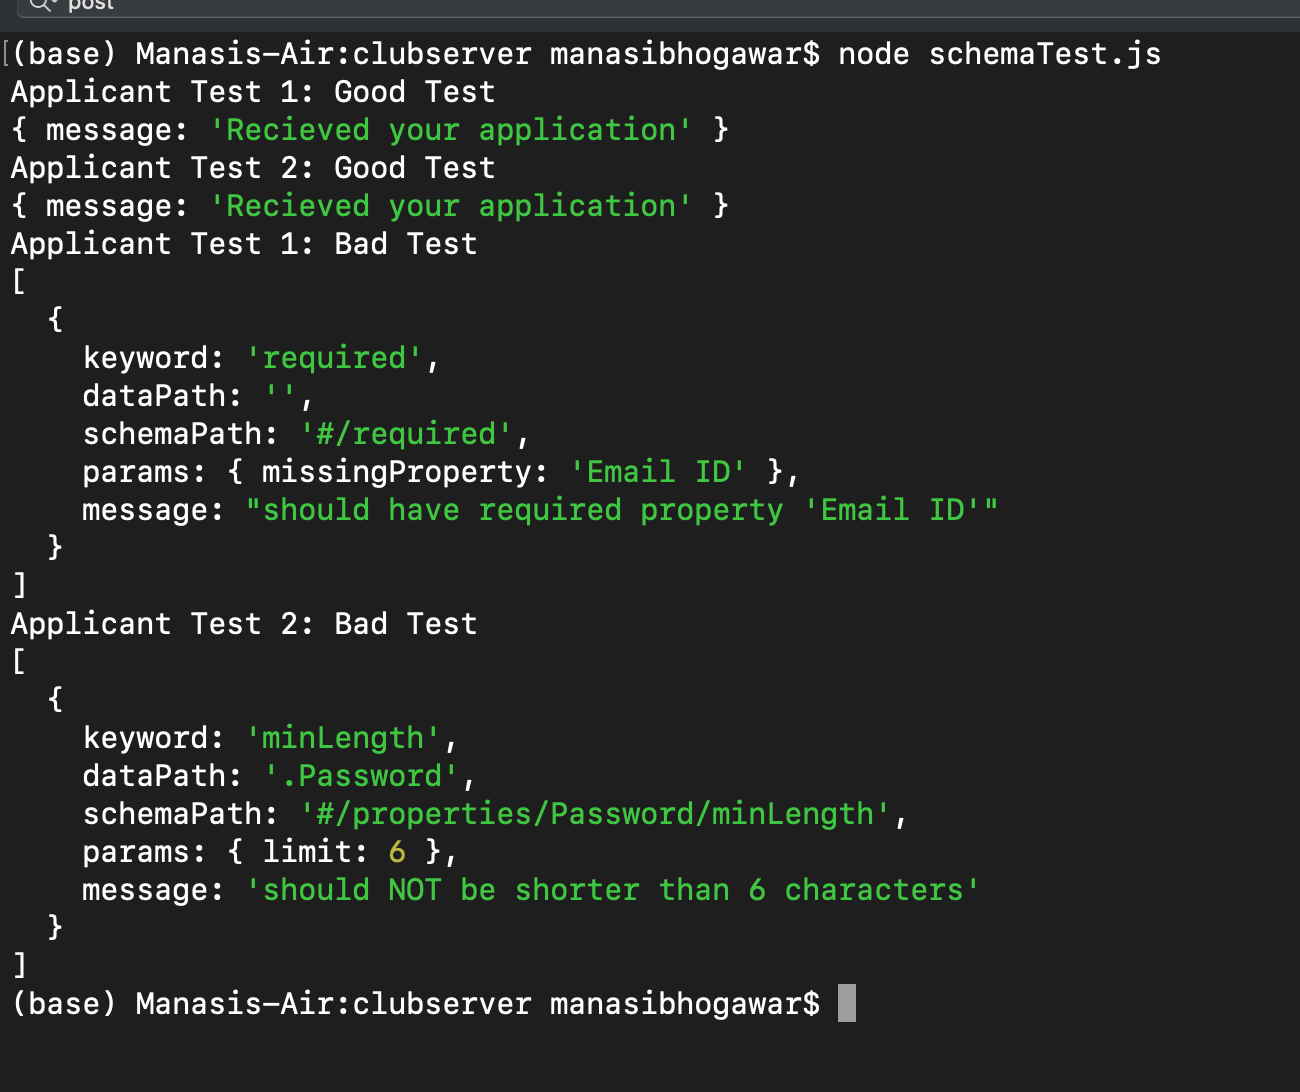 post
(base) Manasis-Air:clubserver manasibhogawar$ node schemaTest.js
Applicant Test 1: Good Test
{ message: 'Recieved your application' }
Applicant Test 2: Good Test
{ message: 'Recieved your application' }
Applicant Test 1: Bad Test
[
  {
    keyword: 'required',
    dataPath: '',
    schemaPath: '#/required',
    params: { missingProperty: 'Email ID' },
    message: "should have required property 'Email ID'"
  }
]
Applicant Test 2: Bad Test
[
  {
    keyword: 'minLength',
    dataPath: '.Password',
    schemaPath: '#/properties/Password/minLength',
    params: { limit: 6 },
    message: 'should NOT be shorter than 6 characters'
  }
]
(base) Manasis-Air:clubserver manasibhogawar$